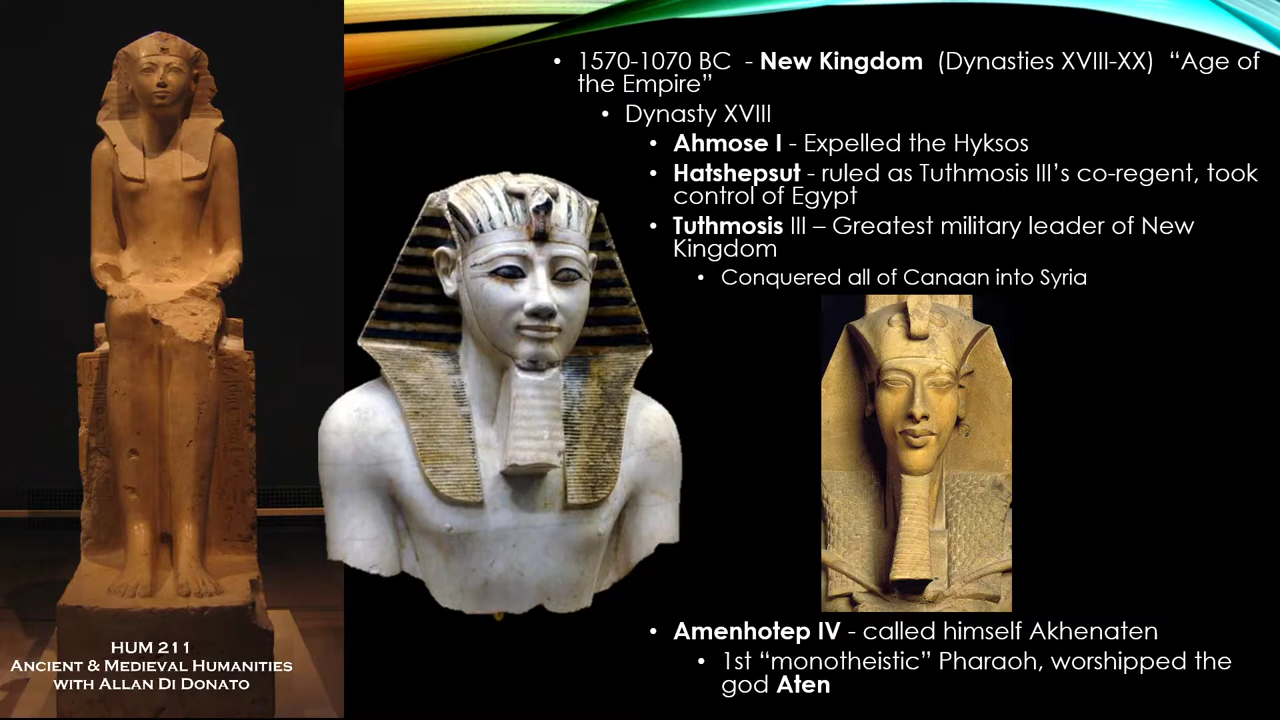 • 1570-1070 BC - New Kingdom (Dynasties XVIII-XX) “Age of
the Empire”
• Dynasty XVIII
• Ahmose I - Expelled the Hyksos
• Hatshepsut - ruled as Tuthmosis III’s co-regent, took
control of Egypt
• Tuthmosis III – Greatest military leader of New
Kingdom
• Conquered all of Canaan into Syria
• Amenhotep IV - called himself Akhenaten
• 1st “monotheistic” Pharaoh, worshipped the
god Aten
HUM 211
Ancient & Medieval Humanities
with Allan Di Donato